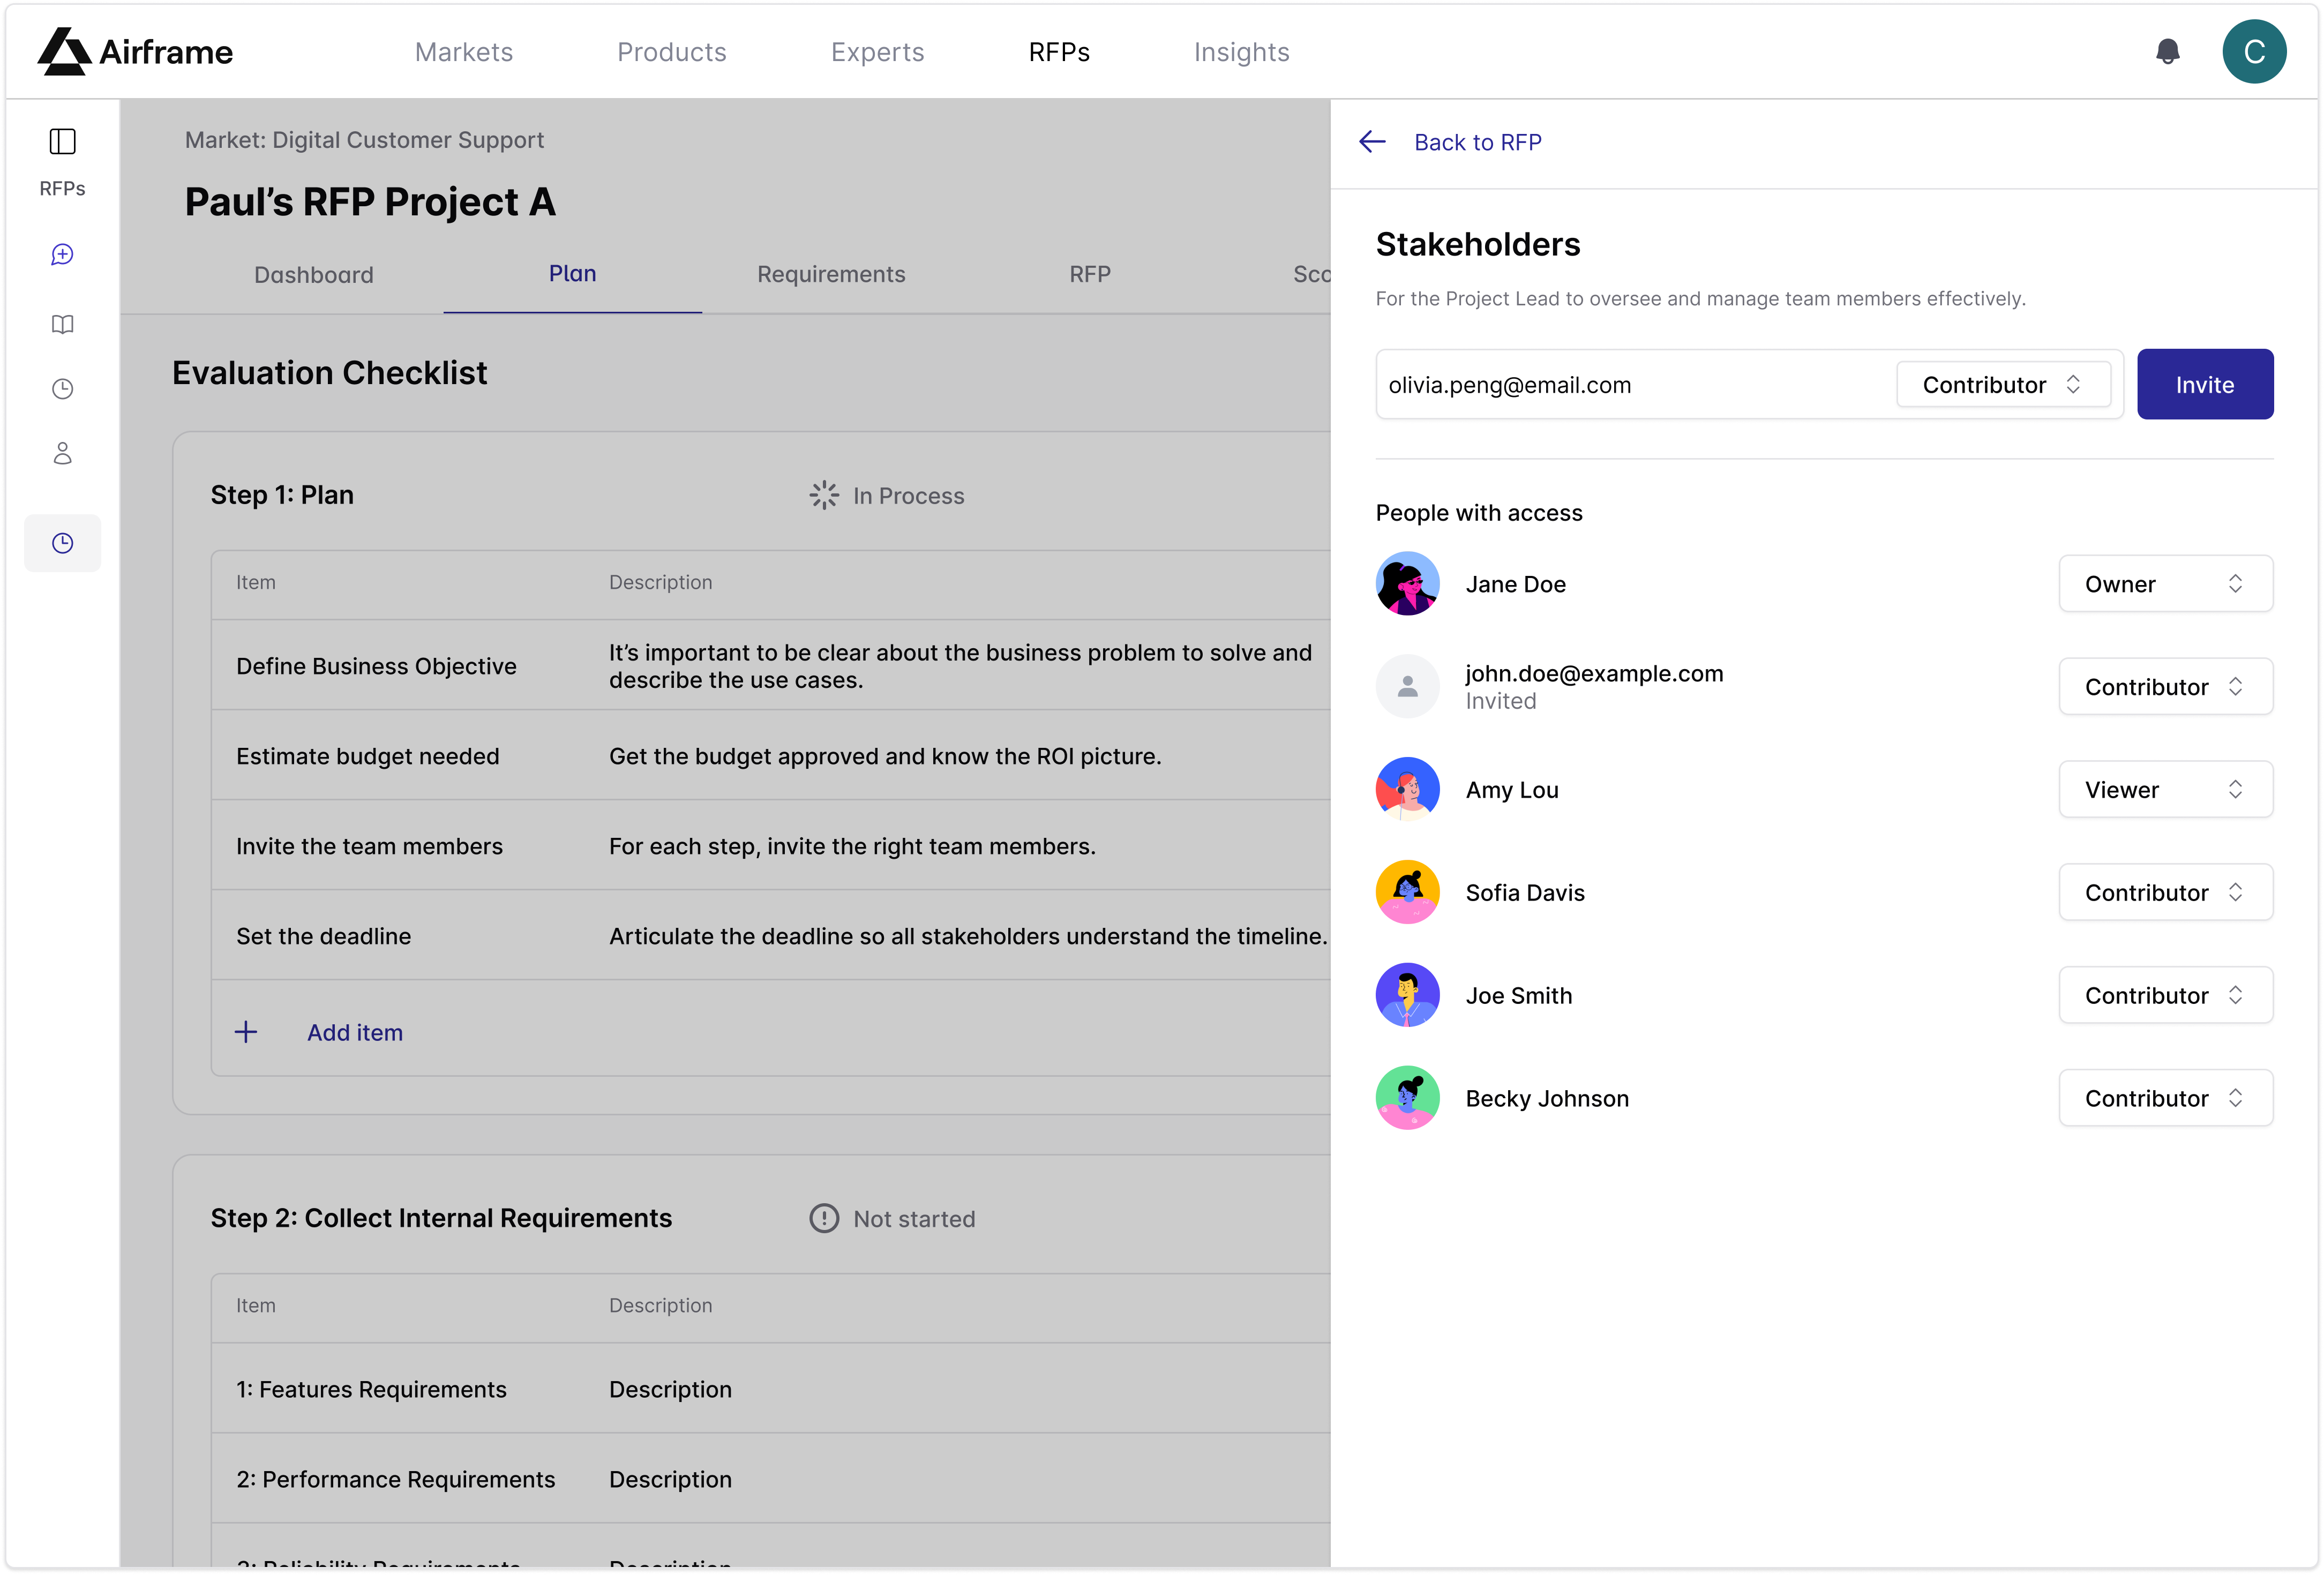 Airframe
Markets
Products
Experts
RFPs
Insights
C
RFPs
Market: Digital Customer Support
Paul’s RFP Project A
Dashboard
Plan
Requirements
RFP
Sco
Evaluation Checklist
Step 1: Plan
In Process
Item
Description
Define Business Objective
It’s important to be clear about the business problem to solve and
describe the use cases.
Estimate budget needed
Get the budget approved and know the ROI picture.
Invite the team members
For each step, invite the right team members.
Set the deadline
Articulate the deadline so all stakeholders understand the timeline.
Add item
Step 2: Collect Internal Requirements
Not started
Item
Description
1: Features Requirements
Description
2: Performance Requirements
Description
3: Reliability Requirements
Description
Back to RFP
Stakeholders
For the Project Lead to oversee and manage team members effectively.
olivia.peng@email.com
Contributor
Invite
People with access
Jane Doe
Owner
john.doe@example.com
Invited
Contributor
Amy Lou
Viewer
Sofia Davis
Contributor
Joe Smith
Contributor
Becky Johnson
Contributor